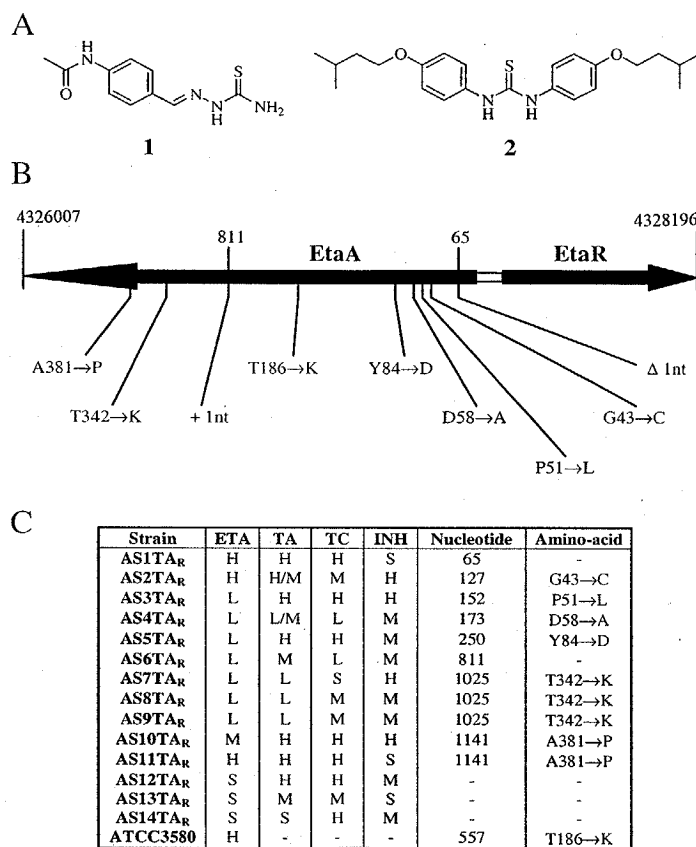 A
H
N
O
N
N
H
S
NH2
1
O
N
H
S
N
H
O
2
B
4326007
811
EtaA
65
EtaR
4328196
A381→P
T342→K
+ 1nt
T186→K
Y84→D
D58→A
P51→L
G43→C
Δ 1nt
C
Strain ETA TA TC INH Nucleotide Amino-acid
AS1TAR H H H S 65 -
AS2TAR H H/M M H 127 G43→C
AS3TAR L H H H 152 P51→L
AS4TAR L L/M L M 173 D58→A
AS5TAR L H H M 250 Y84→D
AS6TAR L M L M 811 -
AS7TAR L L S H 1025 T342→K
AS8TAR L L M M 1025 T342→K
AS9TAR L L M M 1025 T342→K
AS10TAR M H H H 1141 A381→P
AS11TAR H H H S 1141 A381→P
AS12TAR S H H M - -
AS13TAR S M M S - -
AS14TAR S S H M - -
ATCC3580 H - - - 557 T186→K